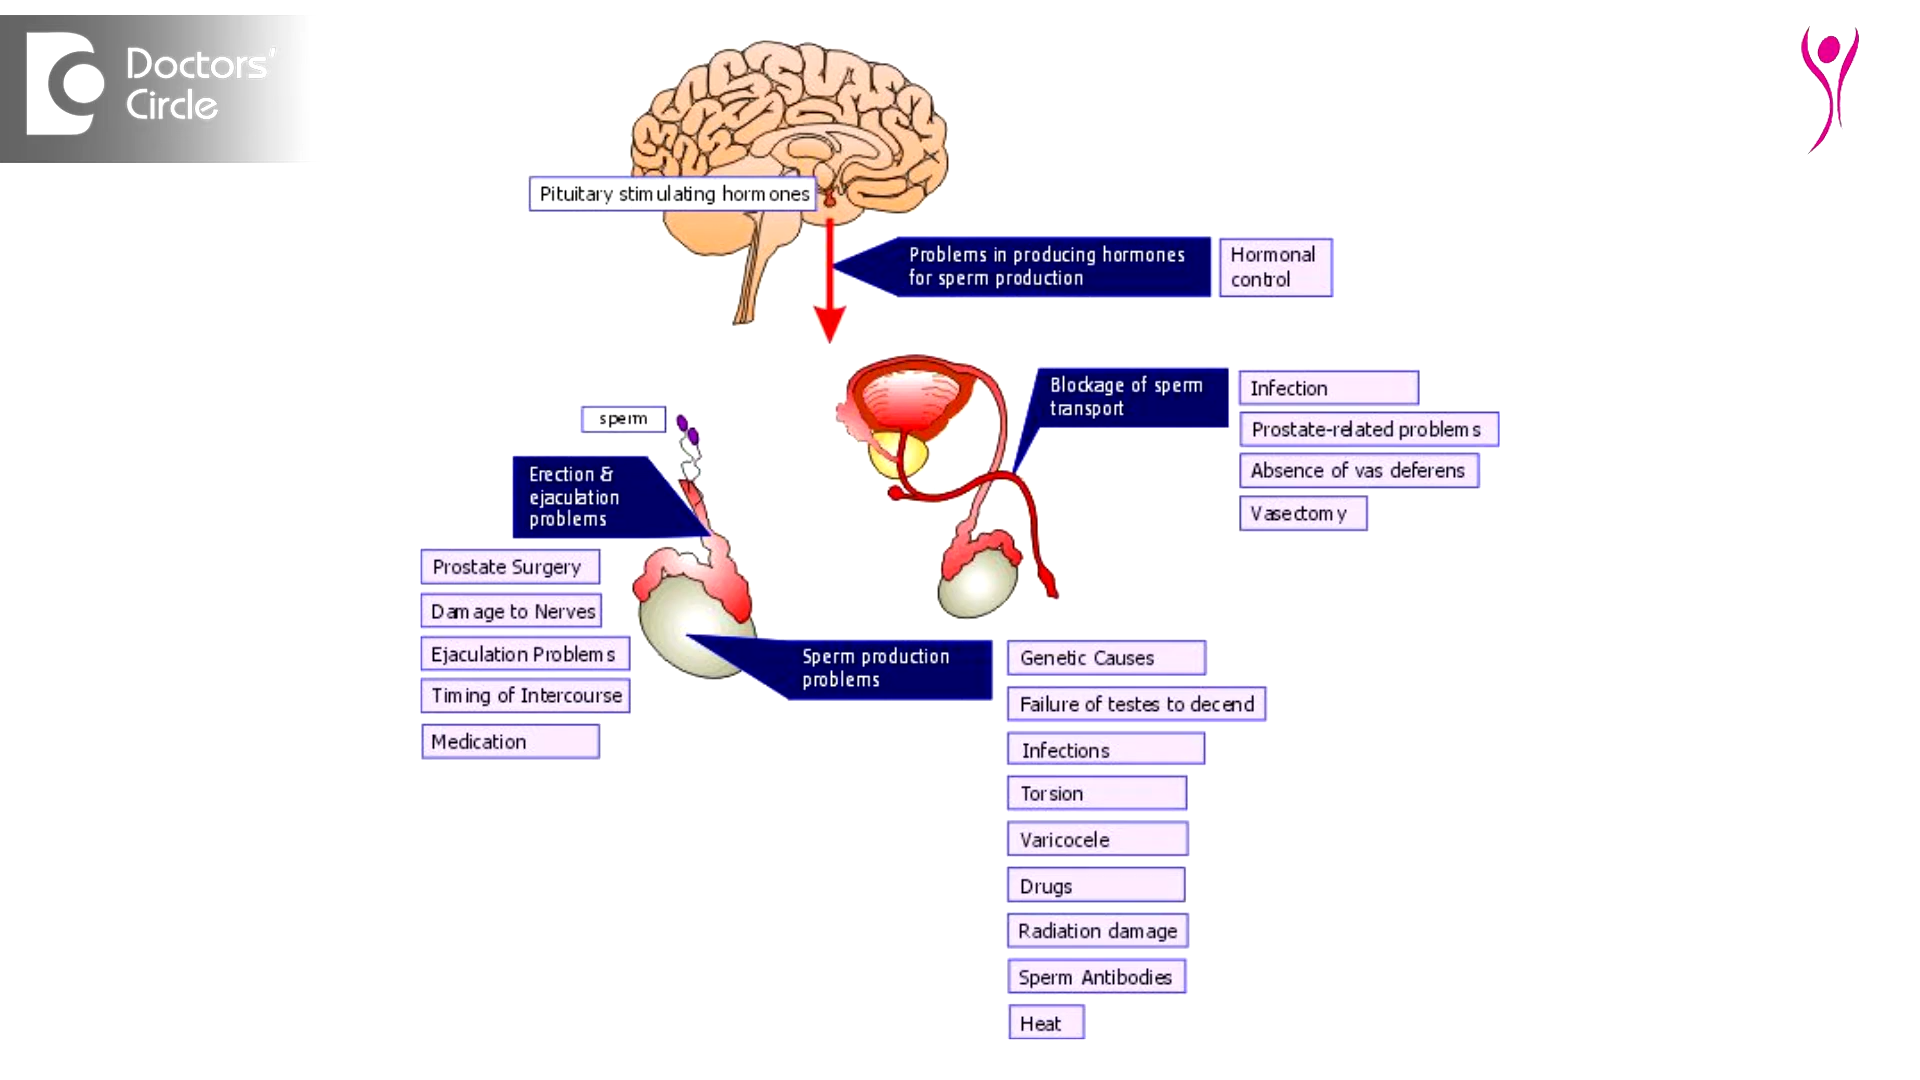 Doctors'
Circle
Pituitary stimulating hormones
Problems in producing hormones
for sperm production
Hormonal
control
Blockage of sperm
transport
Infection
Prostate-related problems
Absence of vas deferens
Vasectomy
sperm
Erection &
ejaculation
problems
Prostate Surgery
Damage to Nerves
Ejaculation Problems
Timing of Intercourse
Medication
Sperm production
problems
Genetic Causes
Failure of testes to decend
Infections
Torsion
Varicocele
Drugs
Radiation damage
Sperm Antibodies
Heat